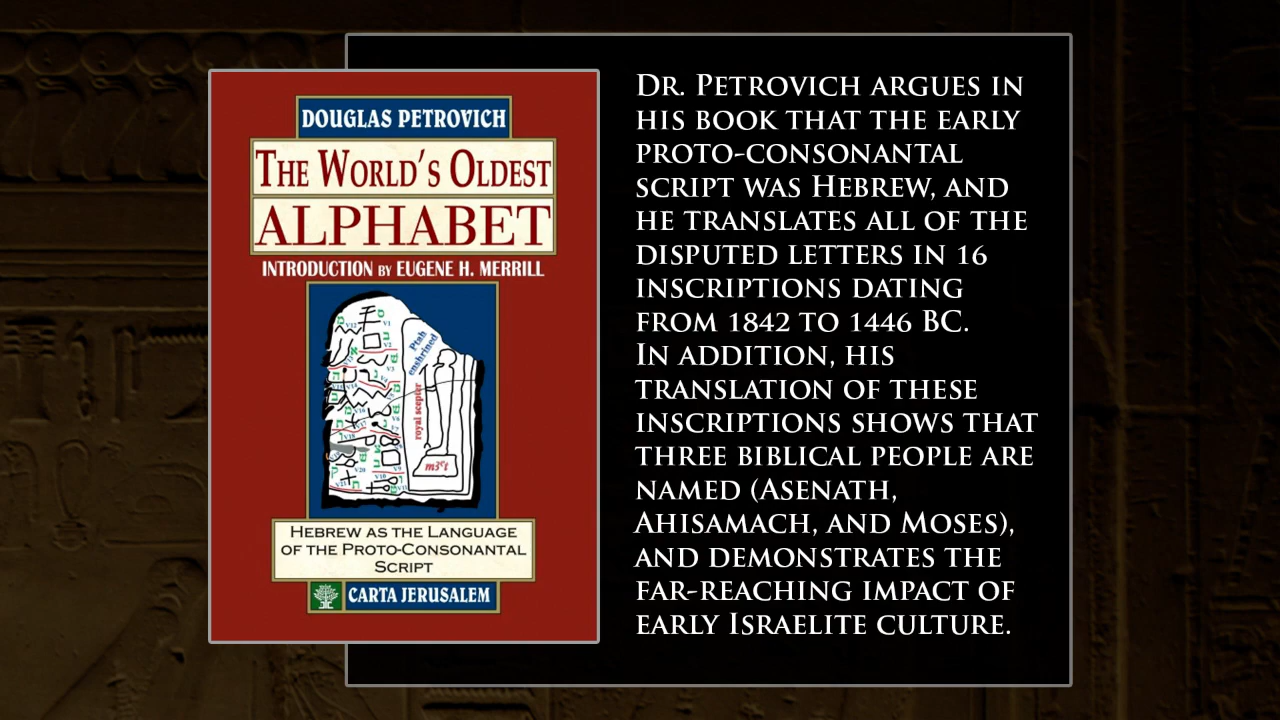 DOUGLAS PETROVICH
THE WORLD'S OLDEST
ALPHABET
INTRODUCTION BY EUGENE H. MERRILL
Ptah
enshrined
royal scepter
m3ʿt
HEBREW AS THE LANGUAGE
OF THE PROTO-CONSONANTAL
SCRIPT
CARTA JERUSALEM
DR. PETROVICH ARGUES IN
HIS BOOK THAT THE EARLY
PROTO-CONSONANTAL
SCRIPT WAS HEBREW, AND
HE TRANSLATES ALL OF THE
DISPUTED LETTERS IN 16
INSCRIPTIONS DATING
FROM 1842 TO 1446 BC.
IN ADDITION, HIS
TRANSLATION OF THESE
INSCRIPTIONS SHOWS THAT
THREE BIBLICAL PEOPLE ARE
NAMED (ASENATH,
AHISAMACH, AND MOSES),
AND DEMONSTRATES THE
FAR-REACHING IMPACT OF
EARLY ISRAELITE CULTURE.